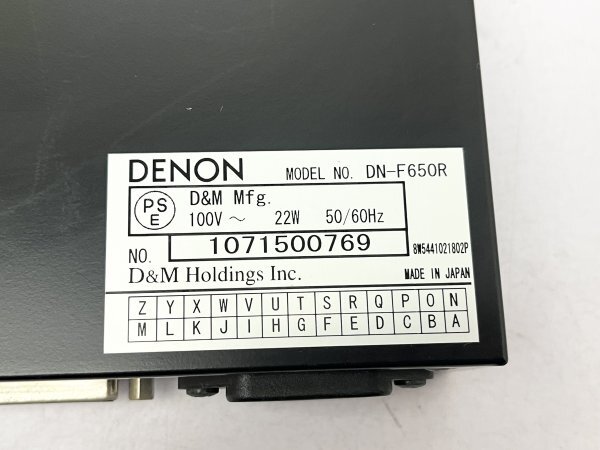 DENON MODEL NO. DN-F650R
PS E D&M Mfg.
100V ～ 22W 50/60Hz
NO. 1071500769 8W5441021802P
D&M Holdings Inc. MADE IN JAPAN
Z Y X W V U T S R Q P O N
M L K J I H G F E D C B A